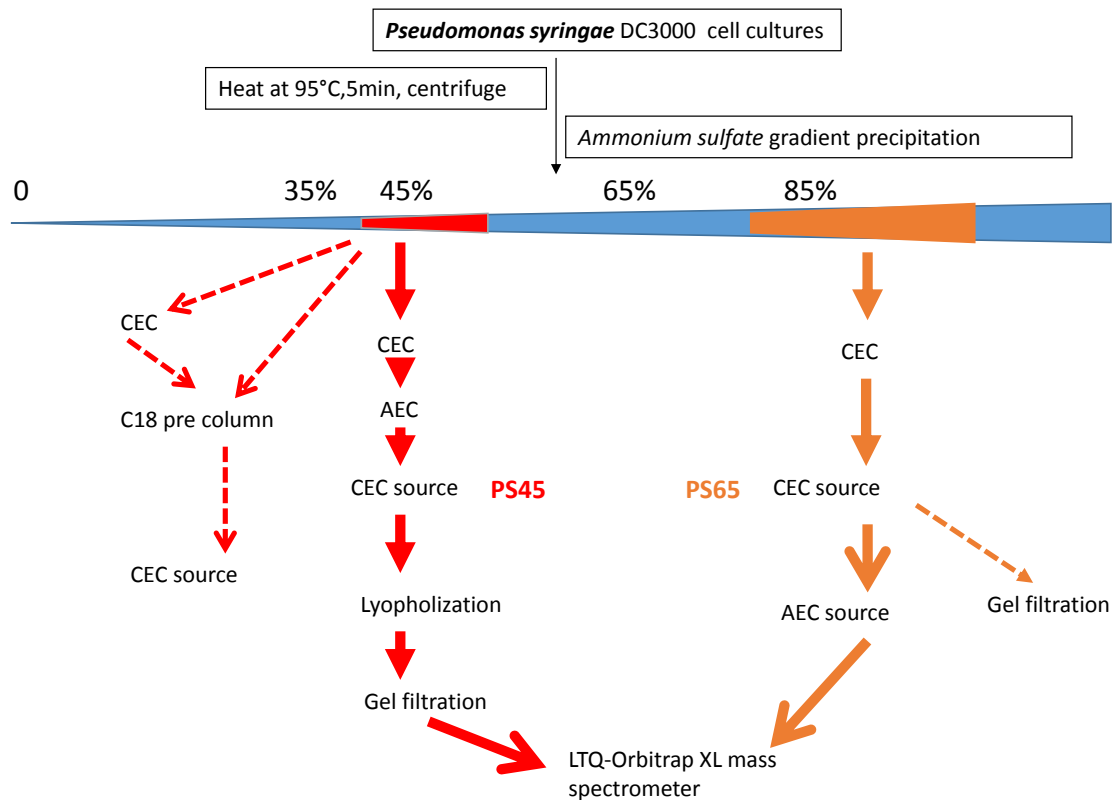 Pseudomonas syringae DC3000 cell cultures
Heat at 95°C,5min, centrifuge
Ammonium sulfate gradient precipitation
0 35% 45% 65% 85%
CEC
CEC
CEC
AEC
C18 pre column
CEC source PS45 PS65 CEC source
CEC source
Lyopholization
AEC source
Gel filtration
Gel filtration
LTQ-Orbitrap XL mass
spectrometer